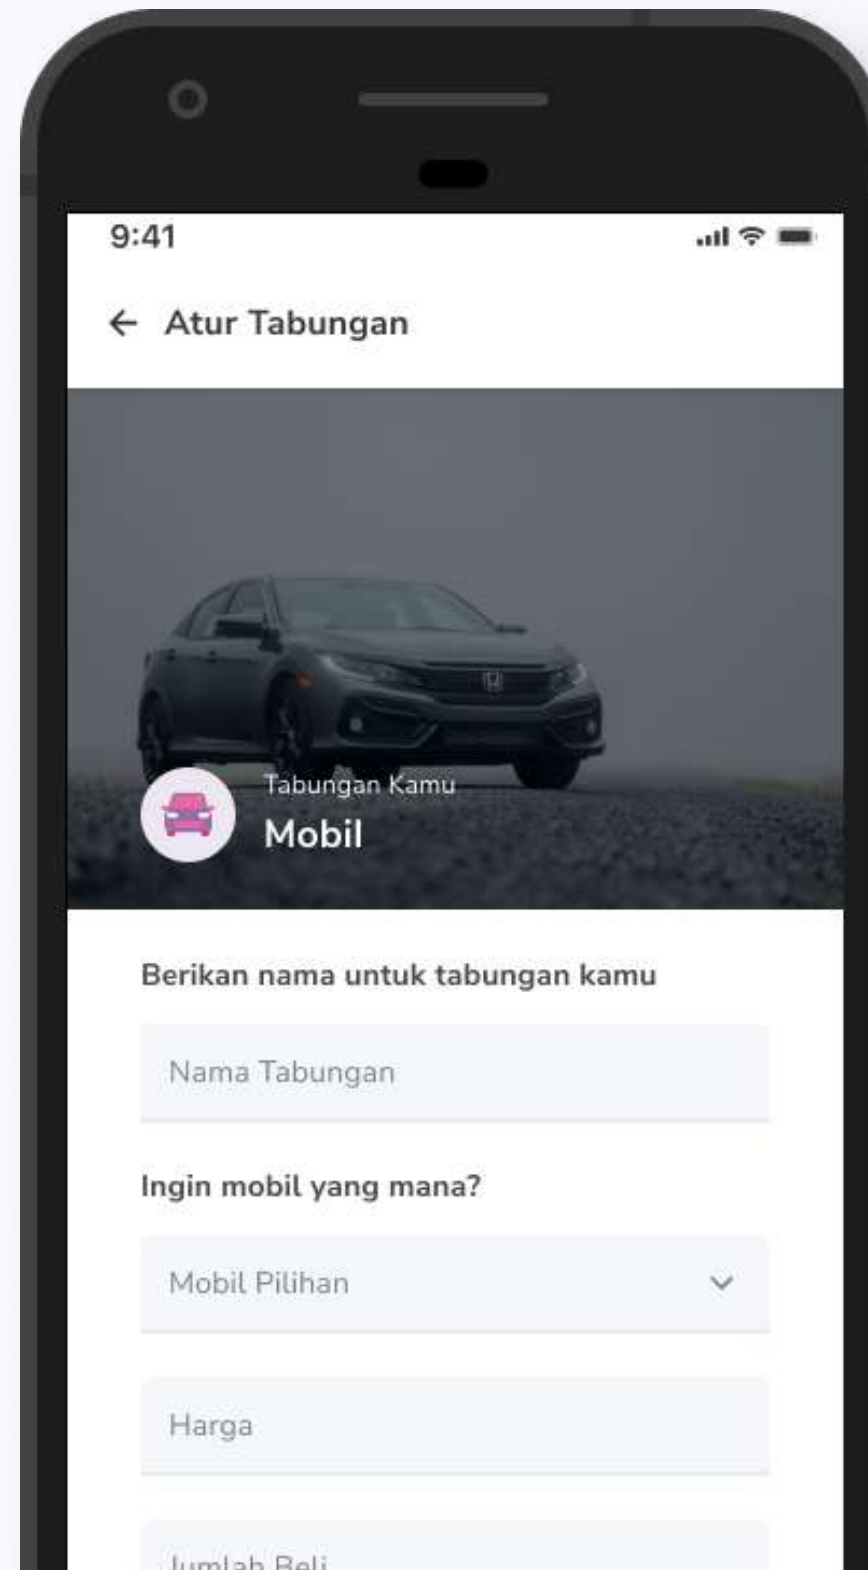 9:41
Atur Tabungan
Tabungan Kamu
Mobil
Berikan nama untuk tabungan kamu
Nama Tabungan
Ingin mobil yang mana?
Mobil Pilihan
Harga
Jumlah Beli